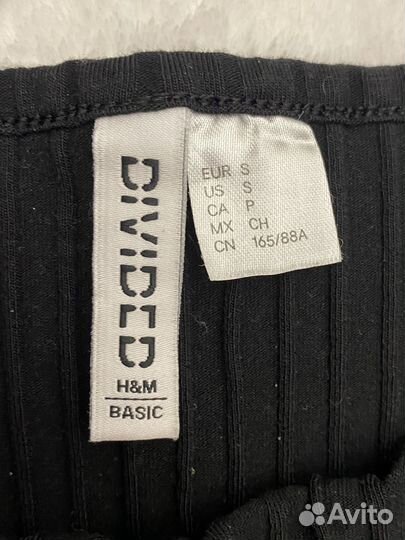 DIVIDED
H&M
BASIC
EUR S
US S
CA P
MX CH
CN 165/88A
Avito